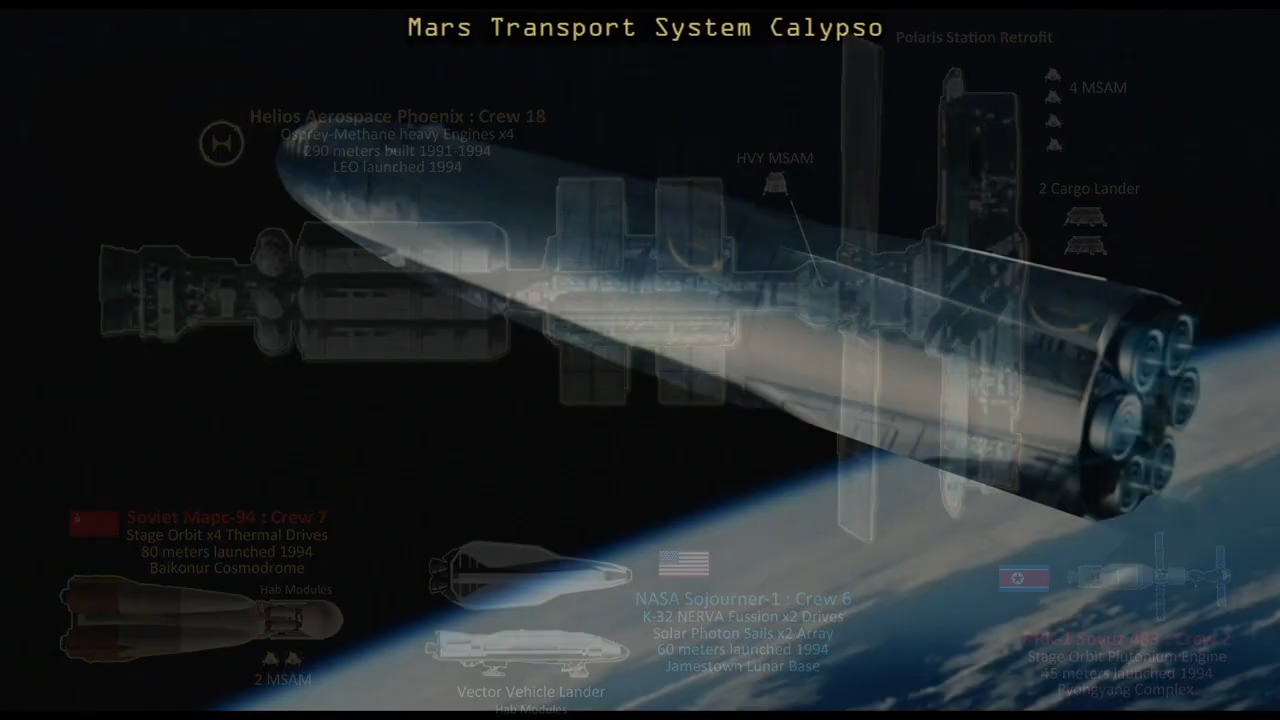 Mars Transport System Calypso
Polaris Station Retrofit
4 MSAM
Helios Aerospace Phoenix : Crew 18
Osprey-Methane heavy Engines x4
290 meters built 1991-1994
LEO launched 1994
HVY MSAM
2 Cargo Lander
Soviet Марс-94 : Crew 7
Stage Orbit x4 Thermal Drives
80 meters launched 1994
Baikonur Cosmodrome
Hab Modules
2 MSAM
Vector Vehicle Lander
Hab Modules
NASA Sojourner-1 : Crew 6
K-32 NERVA Fussion x2 Drives
Solar Photon Sails x2 Array
60 meters launched 1994
Jamestown Lunar Base
Soyuz : Crew 2
Stage Orbit Plutonium Engine
45 meters launched 1994
Pyongyang Complex